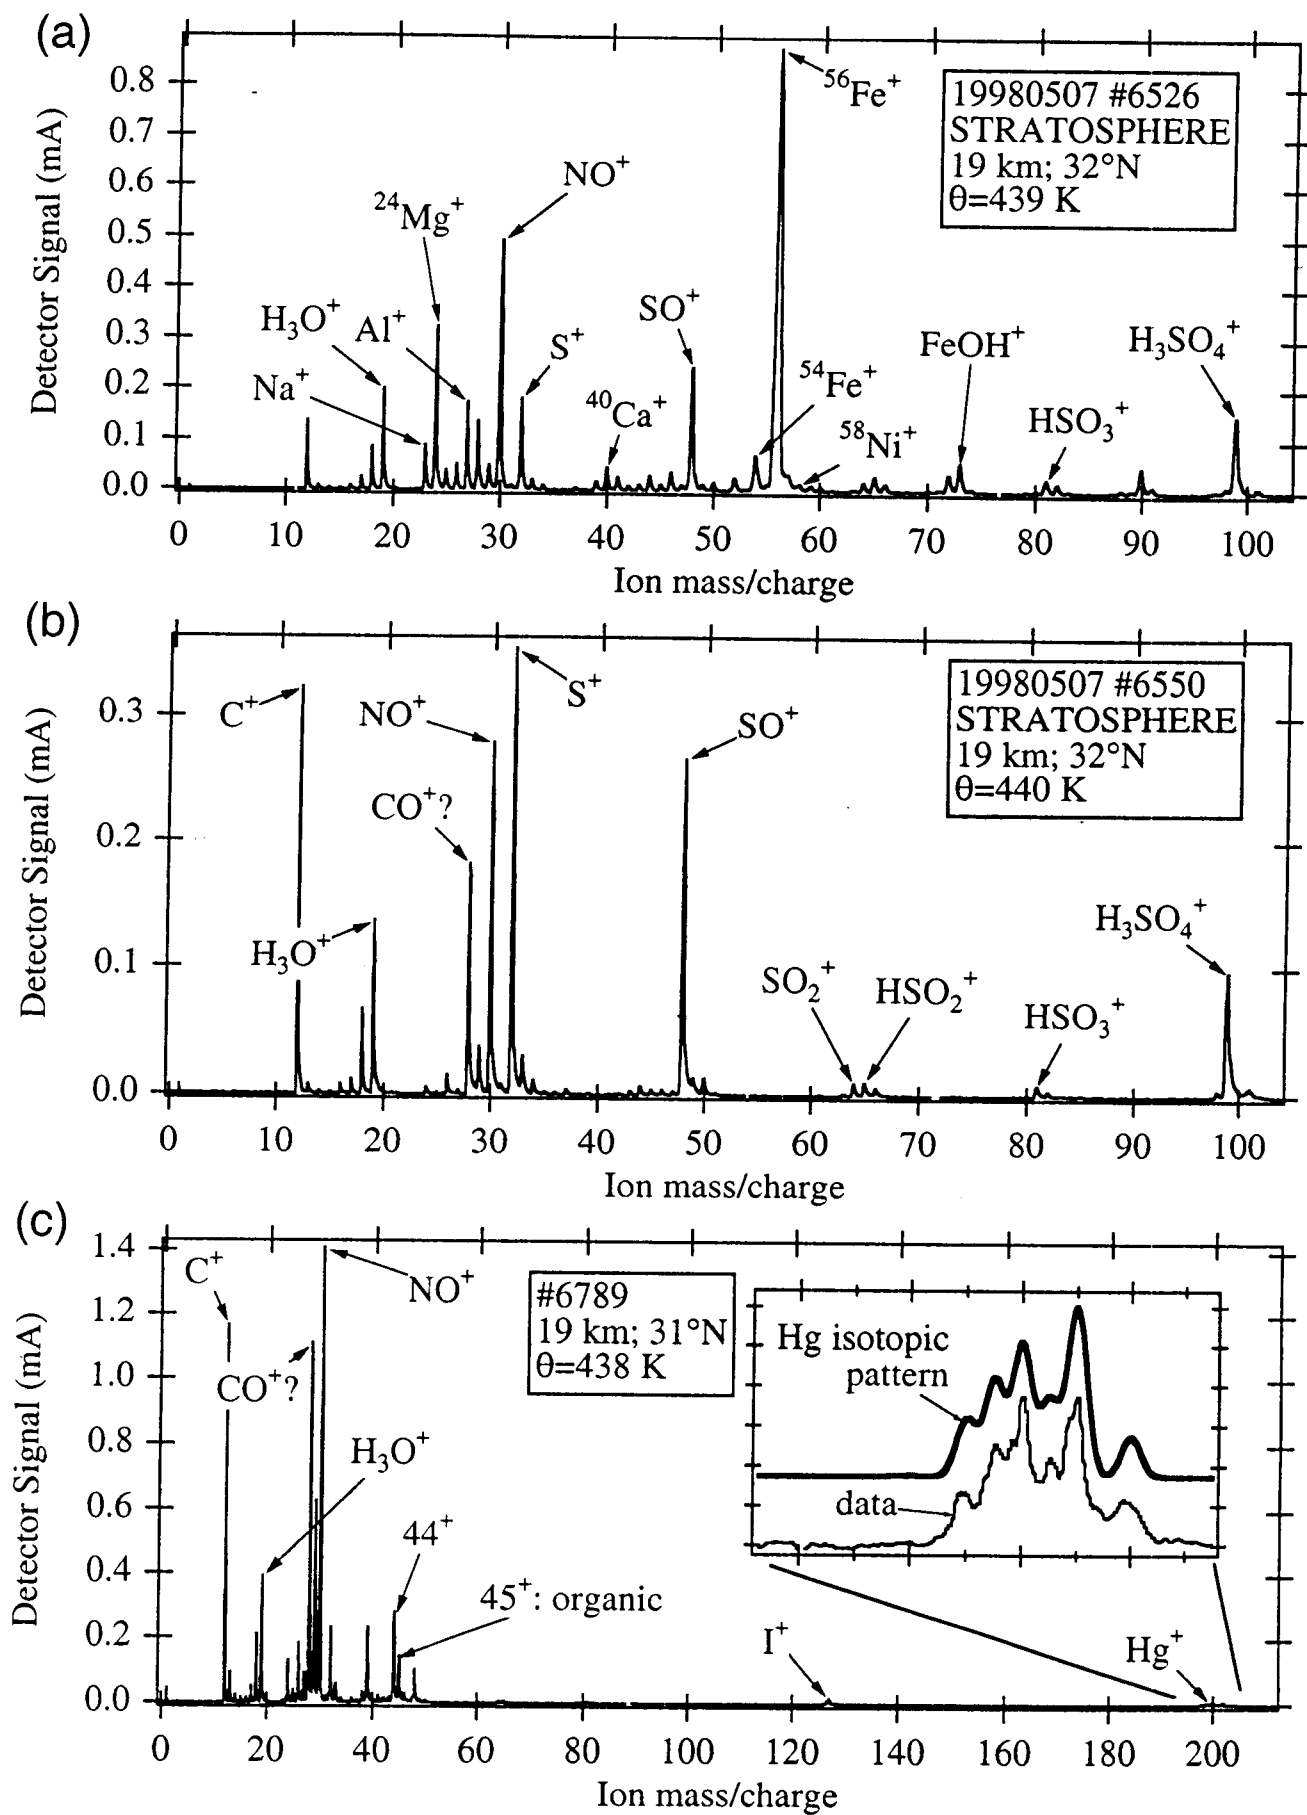 (a)
0.8
0.7
0.6
0.5
0.4
0.3
0.2
0.1
0.0
Detector Signal (mA)
⁵⁶Fe⁺
19980507 #6526
STRATOSPHERE
19 km; 32°N
θ=439 K
NO⁺
²⁴Mg⁺
H₃O⁺
Al⁺
S⁺
SO⁺
Na⁺
⁴⁰Ca⁺
⁵⁴Fe⁺
⁵⁸Ni⁺
FeOH⁺
HSO₃⁺
H₃SO₄⁺
0 10 20 30 40 50 60 70 80 90 100
Ion mass/charge
(b)
0.3
0.2
0.1
0.0
Detector Signal (mA)
C⁺
NO⁺
S⁺
SO⁺
19980507 #6550
STRATOSPHERE
19 km; 32°N
θ=440 K
CO⁺?
H₃O⁺
SO₂⁺
HSO₂⁺
HSO₃⁺
H₃SO₄⁺
0 10 20 30 40 50 60 70 80 90 100
Ion mass/charge
(c)
1.4
1.2
1.0
0.8
0.6
0.4
0.2
0.0
Detector Signal (mA)
C⁺
NO⁺
CO⁺?
#6789
19 km; 31°N
θ=438 K
H₃O⁺
44⁺
45⁺: organic
Hg isotopic
pattern
data
I⁺
Hg⁺
0 20 40 60 80 100 120 140 160 180 200
Ion mass/charge